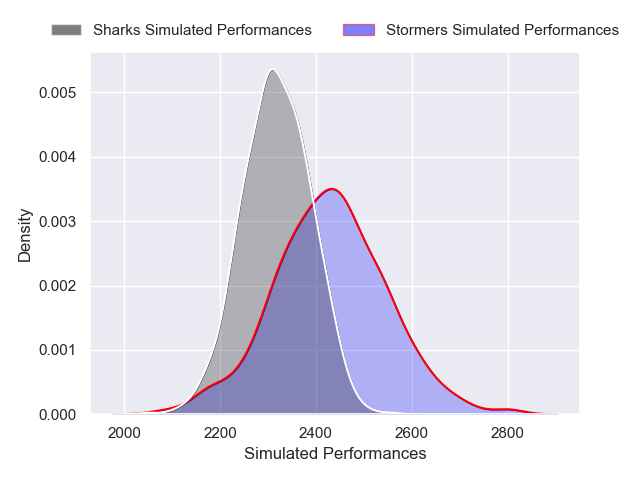 Sharks Simulated Performances Stormers Simulated Performances
0.005
0.004
0.003
0.002
0.001
0.000
Density
2000 2200 2400 2600 2800
Simulated Performances